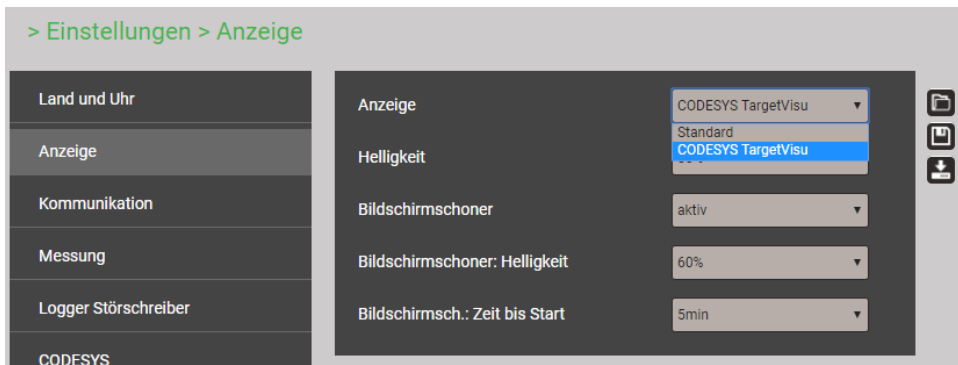 > Einstellungen > Anzeige
Land und Uhr
Anzeige
Kommunikation
Messung
Logger Störschreiber
CODESYS
Anzeige
CODESYS TargetVisu
Standard
CODESYS TargetVisu
Helligkeit
Bildschirmschoner
aktiv
Bildschirmschoner: Helligkeit
60%
Bildschirmsch.: Zeit bis Start
5min